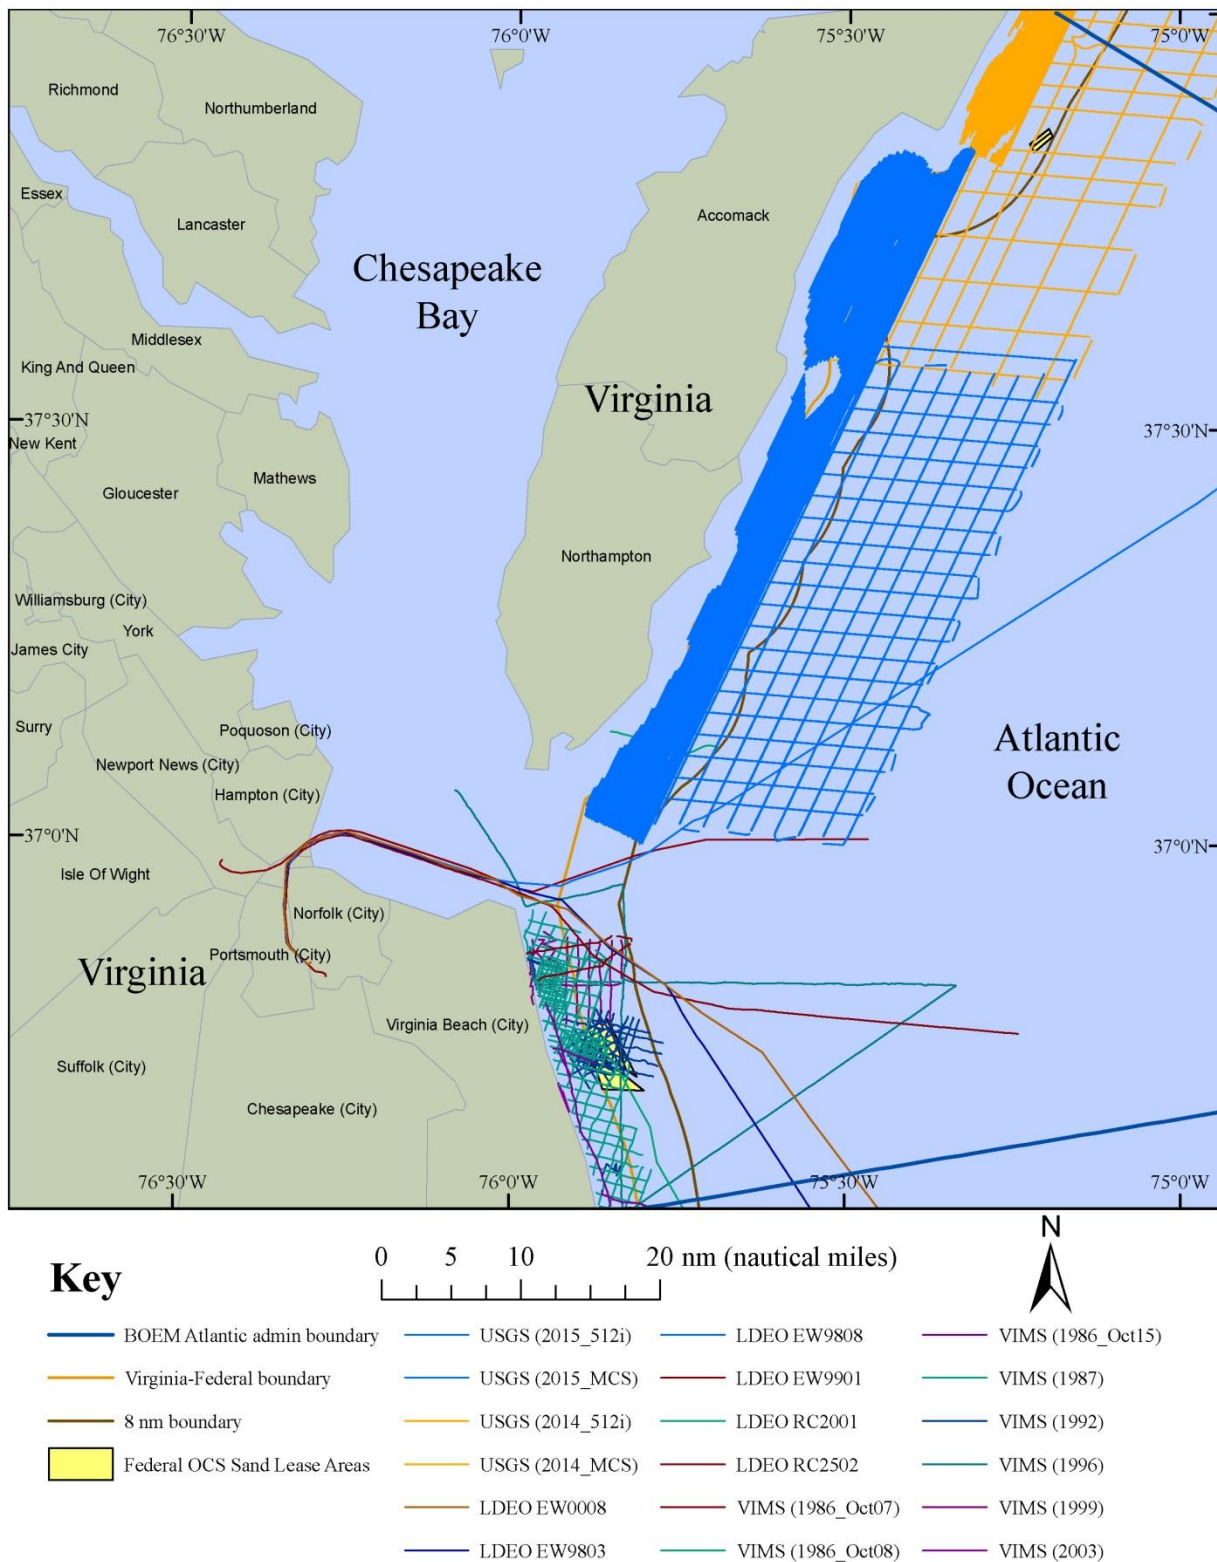 76°30'W
76°0'W
75°30'W
75°0'W
Richmond
Northumberland
Essex
Lancaster
Accomack
Chesapeake
Bay
Middlesex
King And Queen
Virginia
37°30'N
37°30'N
New Kent
Mathews
Gloucester
Northampton
Williamsburg (City)
York
James City
Surry
Poquoson (City)
Newport News (City)
Atlantic
Ocean
Hampton (City)
37°0'N
37°0'N
Isle Of Wight
Norfolk (City)
Portsmouth (City)
Virginia
Virginia Beach (City)
Suffolk (City)
Chesapeake (City)
76°30'W
76°0'W
75°30'W
75°0'W
N
0 5 10 20 nm (nautical miles)
Key
BOEM Atlantic admin boundary
Virginia-Federal boundary
8 nm boundary
Federal OCS Sand Lease Areas
USGS (2015_512i)
USGS (2015_MCS)
USGS (2014_512i)
USGS (2014_MCS)
LDEO EW0008
LDEO EW9803
LDEO EW9808
LDEO EW9901
LDEO RC2001
LDEO RC2502
VIMS (1986_Oct07)
VIMS (1986_Oct08)
VIMS (1986_Oct15)
VIMS (1987)
VIMS (1992)
VIMS (1996)
VIMS (1999)
VIMS (2003)